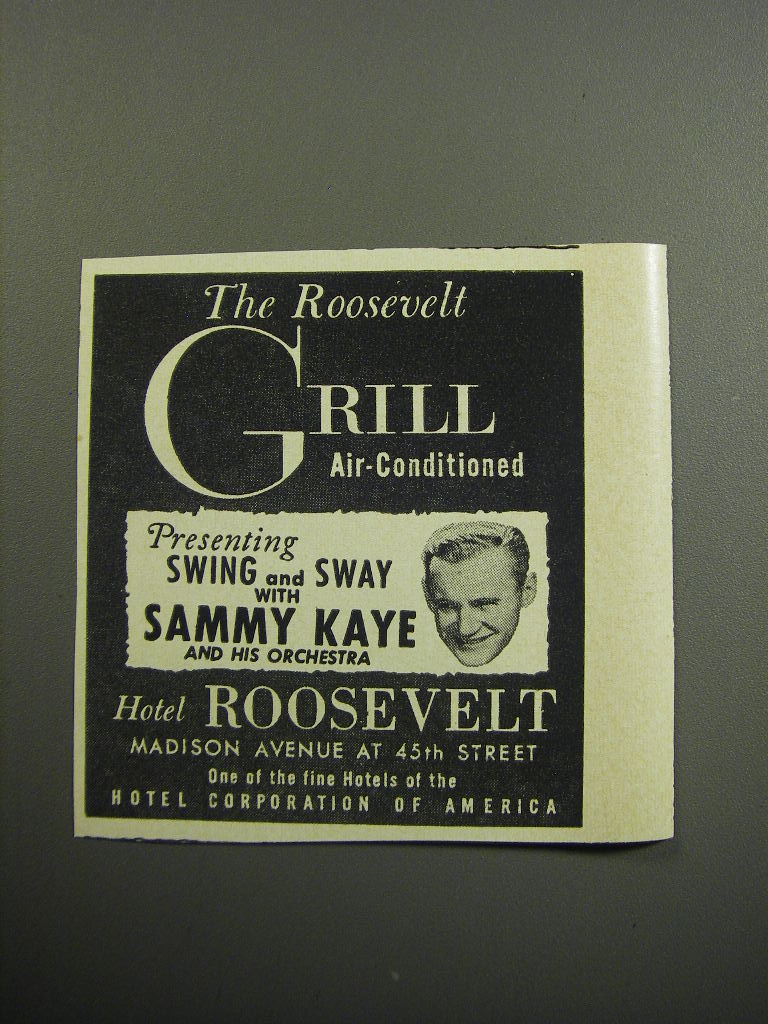 The Roosevelt
GRILL
Air-Conditioned
Presenting
SWING and SWAY
WITH
SAMMY KAYE
AND HIS ORCHESTRA
Hotel ROOSEVELT
MADISON AVENUE AT 45th STREET
One of the fine Hotels of the
HOTEL CORPORATION OF AMERICA